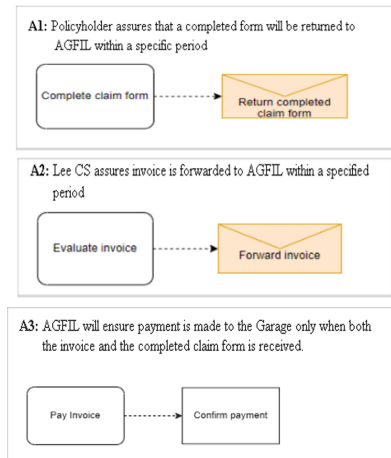 A1: Policyholder assures that a completed form will be returned to
AGFIL within a specific period
Complete claim form
Return completed
claim form
A2: Lee CS assures invoice is forwarded to AGFIL within a specified
period
Evaluate invoice
Forward invoice
A3: AGFIL will ensure payment is made to the Garage only when both
the invoice and the completed claim form is received.
Pay Invoice
Confirm payment